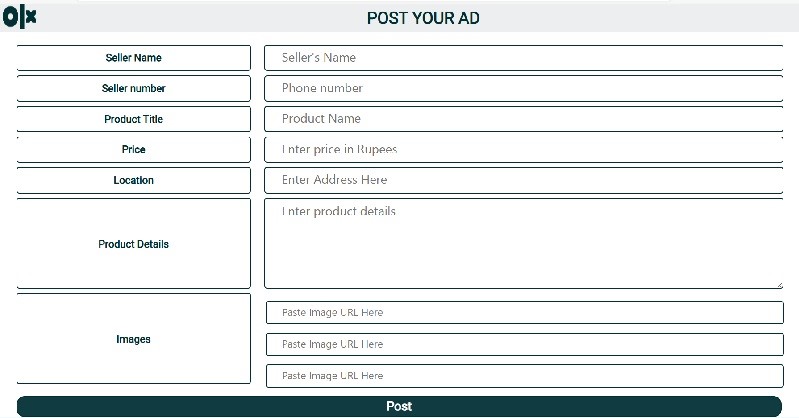 olx POST YOUR AD
Seller Name Seller's Name
Seller number Phone number
Product Title Product Name
Price Enter price in Rupees
Location Enter Address Here
Enter product details
Product Details
Paste Image URL Here
Images Paste Image URL Here
Paste Image URL Here
Post